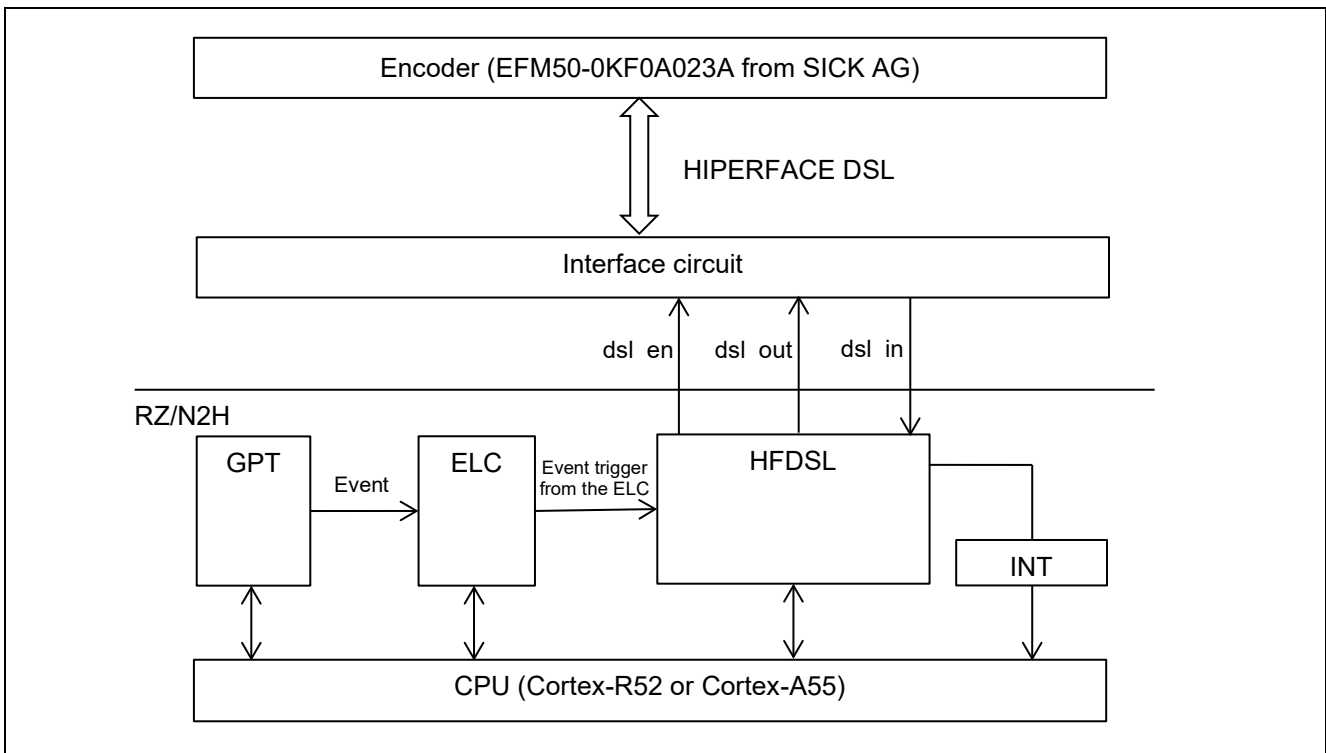 Encoder (EFM50-0KF0A023A from SICK AG)
HIPERFACE DSL
Interface circuit
dsl en
dsl out
dsl in
RZ/N2H
GPT
Event
ELC
Event trigger
from the ELC
HFDSL
INT
CPU (Cortex-R52 or Cortex-A55)